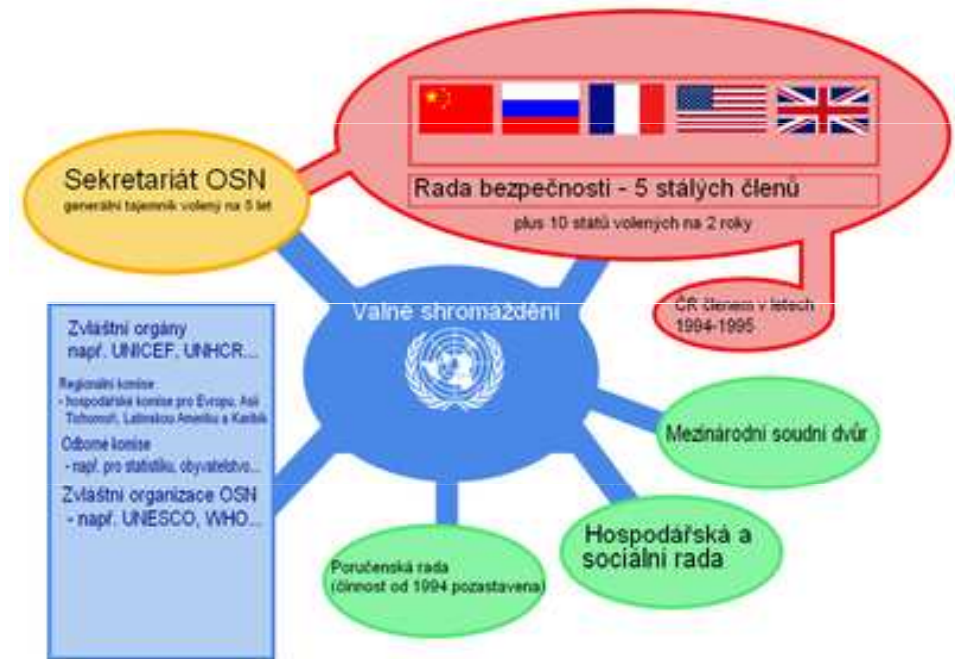 Sekretariát OSN
generální tajemník volený na 5 let
Rada bezpečnosti - 5 stálých členů
plus 10 států volených na 2 roky
ČR členem v letech
1994-1995
Valné shromáždění
Zvláštní orgány
např. UNICEF, UNHCR...
Regionální komise
- hospodářské komise pro Evropu, Asii
Tichomoří, Latinskou Ameriku a Karibik
Odborné komise
- např. pro statistiku, obyvatelstvo...
Zvláštní organizace OSN
- např. UNESCO, WHO...
Mezinárodní soudní dvůr
Hospodářská a
sociální rada
Poručenská rada
(činnost od 1994 pozastavena)